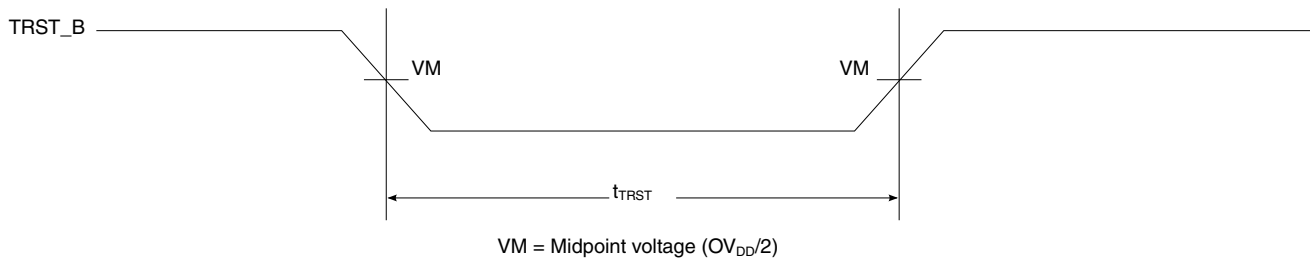 TRST_B
VM VM
tTRST
VM = Midpoint voltage (OVDD/2)